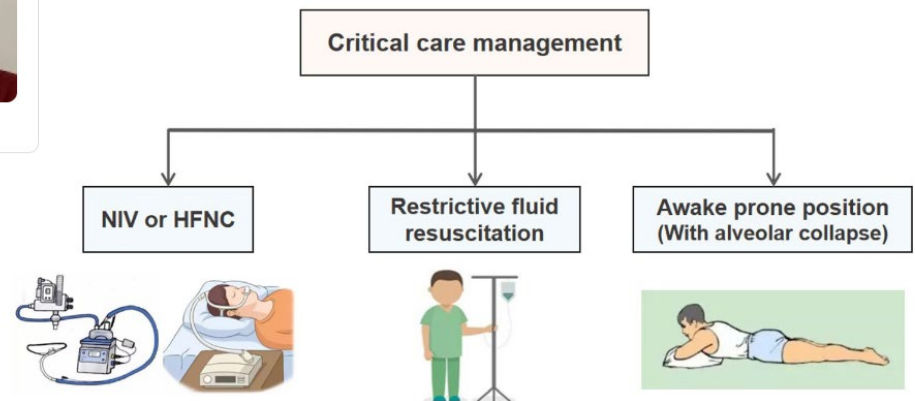 Critical care management
NIV or HFNC
Restrictive fluid
resuscitation
Awake prone position
(With alveolar collapse)